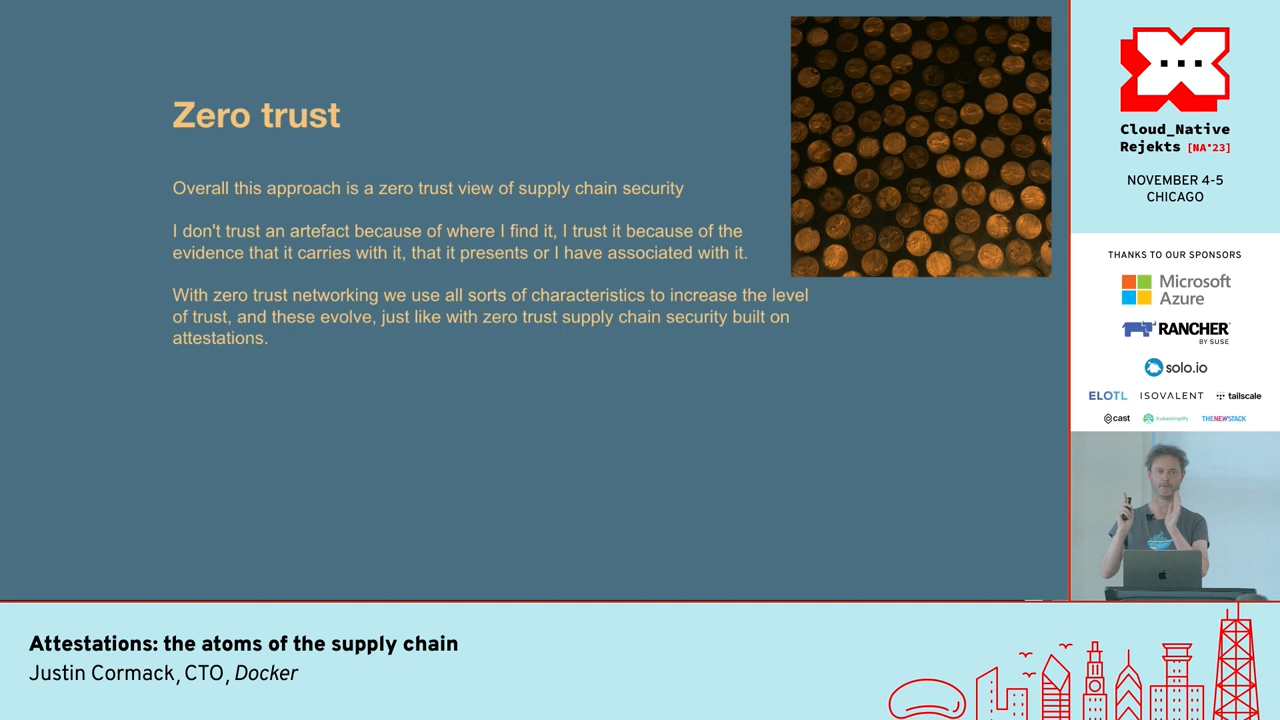 Zero trust
Overall this approach is a zero trust view of supply chain security
I don't trust an artefact because of where I find it, I trust it because of the
evidence that it carries with it, that it presents or I have associated with it.
With zero trust networking we use all sorts of characteristics to increase the level
of trust, and these evolve, just like with zero trust supply chain security built on
attestations.
Cloud_Native
Rejekts [NA'23]
NOVEMBER 4-5
CHICAGO
THANKS TO OUR SPONSORS
Microsoft
Azure
RANCHER
BY SUSE
solo.io
ELOTL ISOVALENT tailscale
cast Kubesimplify THENEWSTACK
Attestations: the atoms of the supply chain
Justin Cormack, CTO, Docker